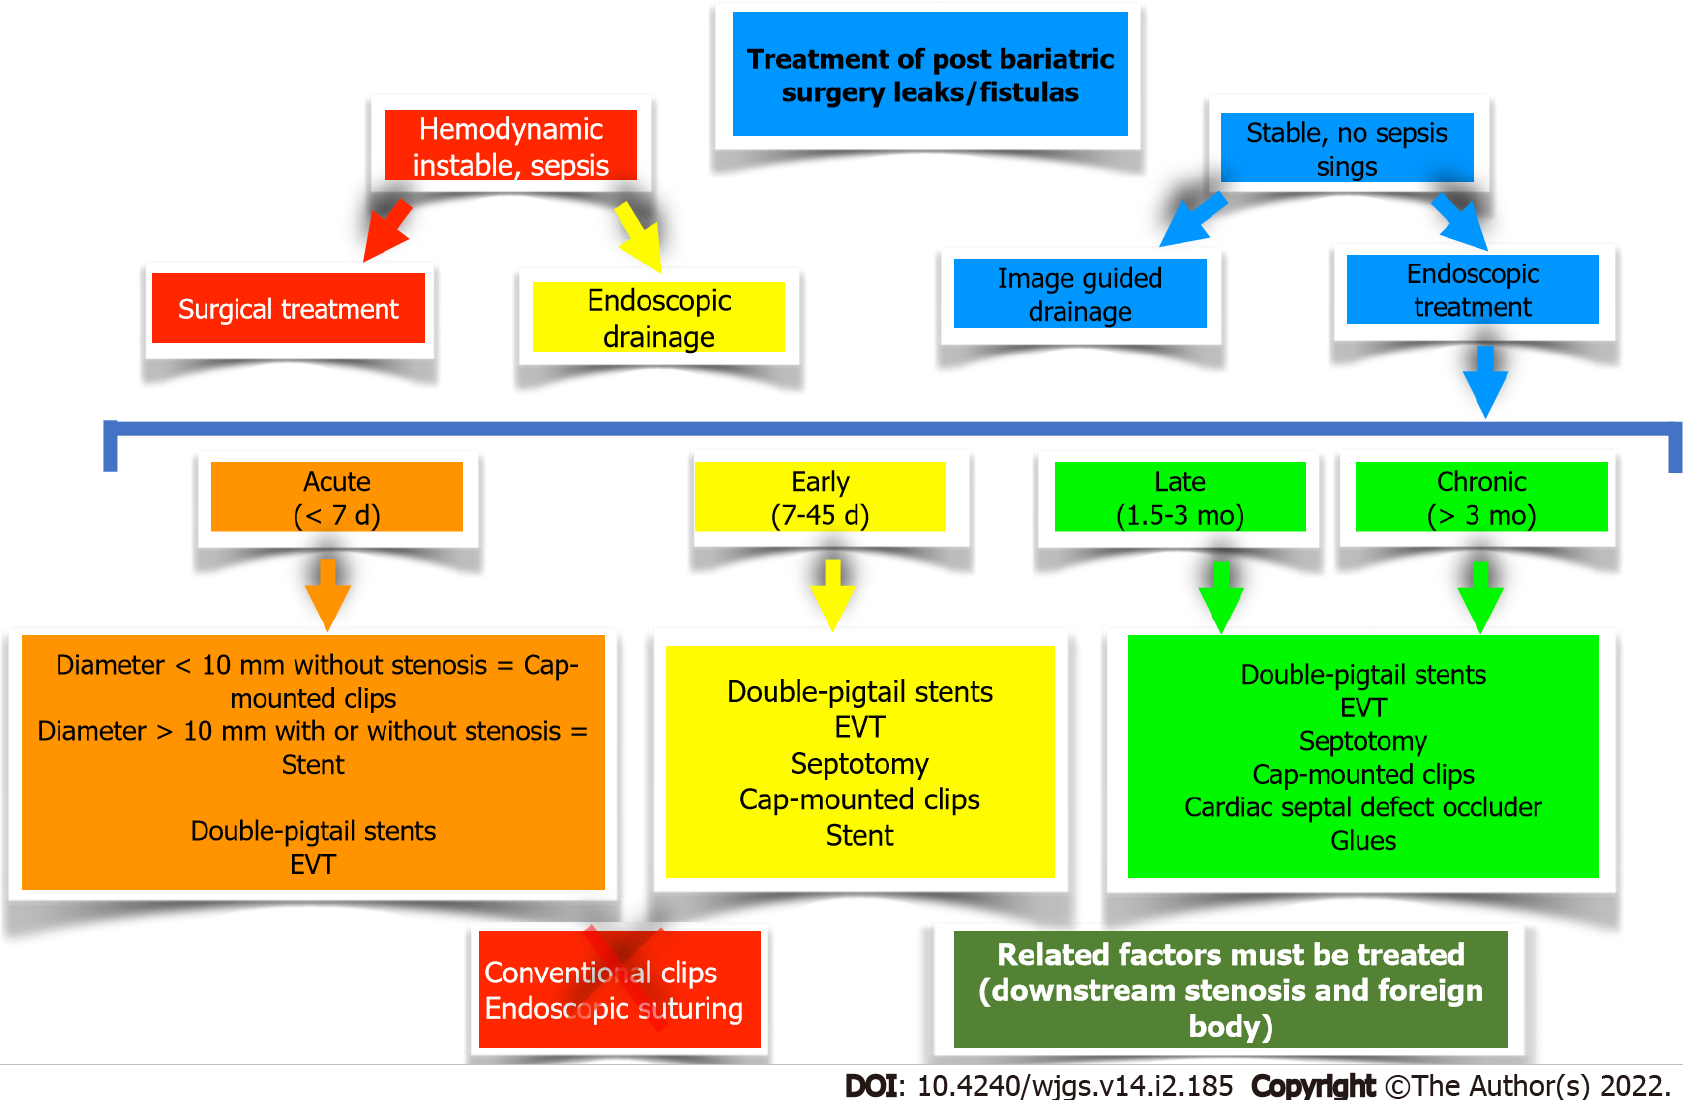 Treatment of post bariatric
surgery leaks/fistulas
Hemodynamic
instable, sepsis
Stable, no sepsis
sings
Surgical treatment
Endoscopic
drainage
Image guided
drainage
Endoscopic
treatment
Acute
(< 7 d)
Early
(7-45 d)
Late
(1.5-3 mo)
Chronic
(> 3 mo)
Diameter < 10 mm without stenosis = Cap-
mounted clips
Diameter > 10 mm with or without stenosis =
Stent
Double-pigtail stents
EVT
Double-pigtail stents
EVT
Septotomy
Cap-mounted clips
Stent
Double-pigtail stents
EVT
Septotomy
Cap-mounted clips
Cardiac septal defect occluder
Glues
Conventional clips
Endoscopic suturing
Related factors must be treated
(downstream stenosis and foreign
body)
DOI: 10.4240/wjgs.v14.i2.185 Copyright ©The Author(s) 2022.